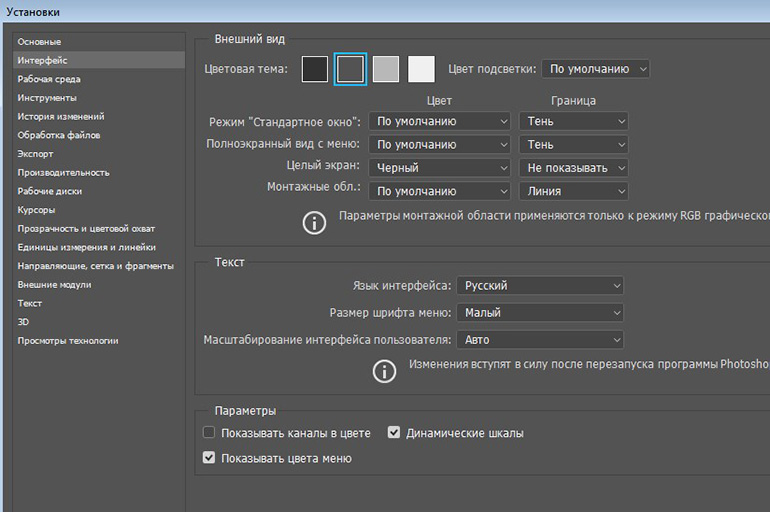 Установки
Основные
Интерфейс
Рабочая среда
Инструменты
История изменений
Обработка файлов
Экспорт
Производительность
Рабочие диски
Курсоры
Прозрачность и цветовой охват
Единицы измерения и линейки
Направляющие, сетка и фрагменты
Внешние модули
Текст
3D
Просмотры технологии
Внешний вид
Цветовая тема: Цвет подсветки: По умолчанию
Цвет Граница
Режим "Стандартное окно": По умолчанию Тень
Полноэкранный вид с меню: По умолчанию Тень
Целый экран: Черный Не показывать
Монтажные обл.: По умолчанию Линия
Параметры монтажной области применяются только к режиму RGB графическо
Текст
Язык интерфейса: Русский
Размер шрифта меню: Малый
Масштабирование интерфейса пользователя: Авто
Изменения вступят в силу после перезапуска программы Photosho
Параметры
Показывать каналы в цвете Динамические шкалы
Показывать цвета меню